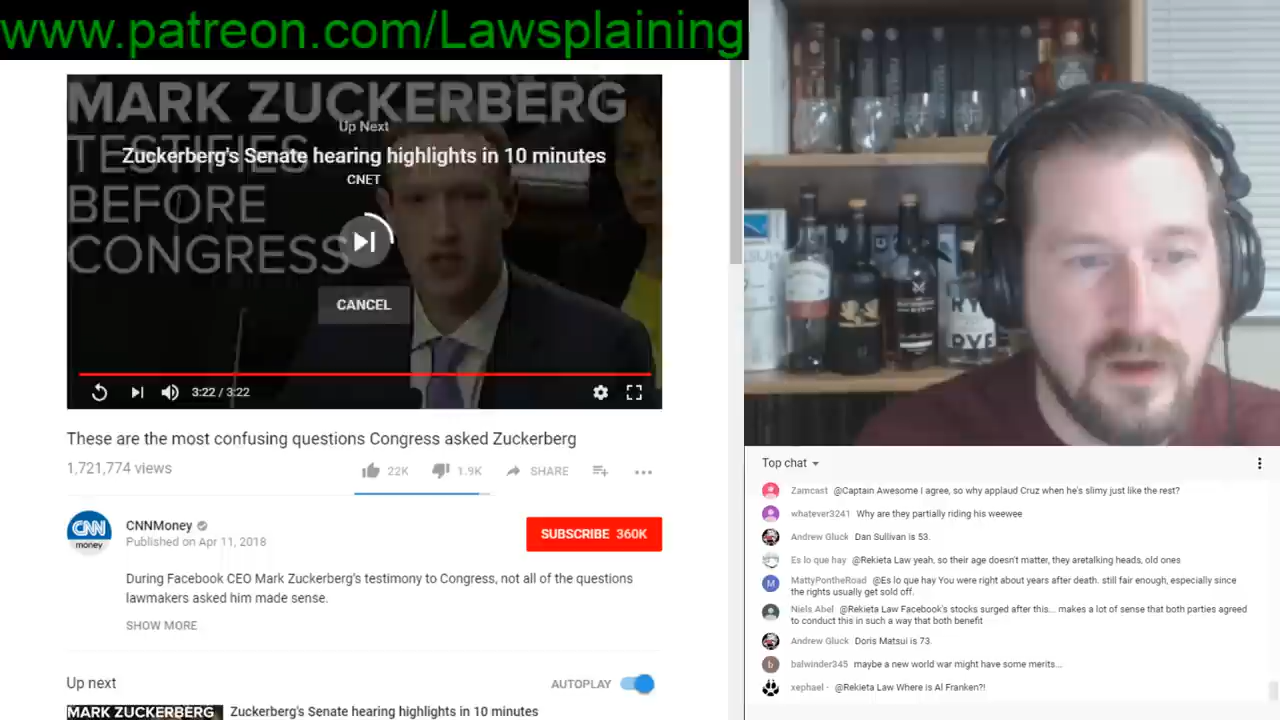 www.patreon.com/Lawsplaining
MARK ZUCKERBERG
TESTIFIES
BEFORE
CONGRESS
Up Next
Zuckerberg's Senate hearing highlights in 10 minutes
CNET
CANCEL
3:22 / 3:22
These are the most confusing questions Congress asked Zuckerberg
1,721,774 views
22K
1.9K
SHARE
CNN
money
CNNMoney
Published on Apr 11, 2018
SUBSCRIBE 360K
During Facebook CEO Mark Zuckerberg's testimony to Congress, not all of the questions
lawmakers asked him made sense.
SHOW MORE
Up next
AUTOPLAY
MARK ZUCKERBERG
Zuckerberg's Senate hearing highlights in 10 minutes
RYE
Top chat
Zamcast @Captain Awesome I agree, so why applaud Cruz when he's slimy just like the rest?
whatever3241 Why are they partially riding his weewee
Andrew Gluck Dan Sullivan is 53.
Es lo que hay @Rekieta Law yeah. so their age doesn't matter, they aretalking heads, old ones
M
MattyPontheRoad @Es lo que hay You were right about years after death. still fair enough, especially since
the rights usually get sold off.
Niels Abel @Rekieta Law Facebook's stocks surged after this... makes a lot of sense that both parties agreed
to conduct this in such a way that both benefit
Andrew Gluck Doris Matsui is 73.
b
balwinder345 maybe a new world war might have some merits...
xephael - @Rekieta Law Where is Al Franken?!